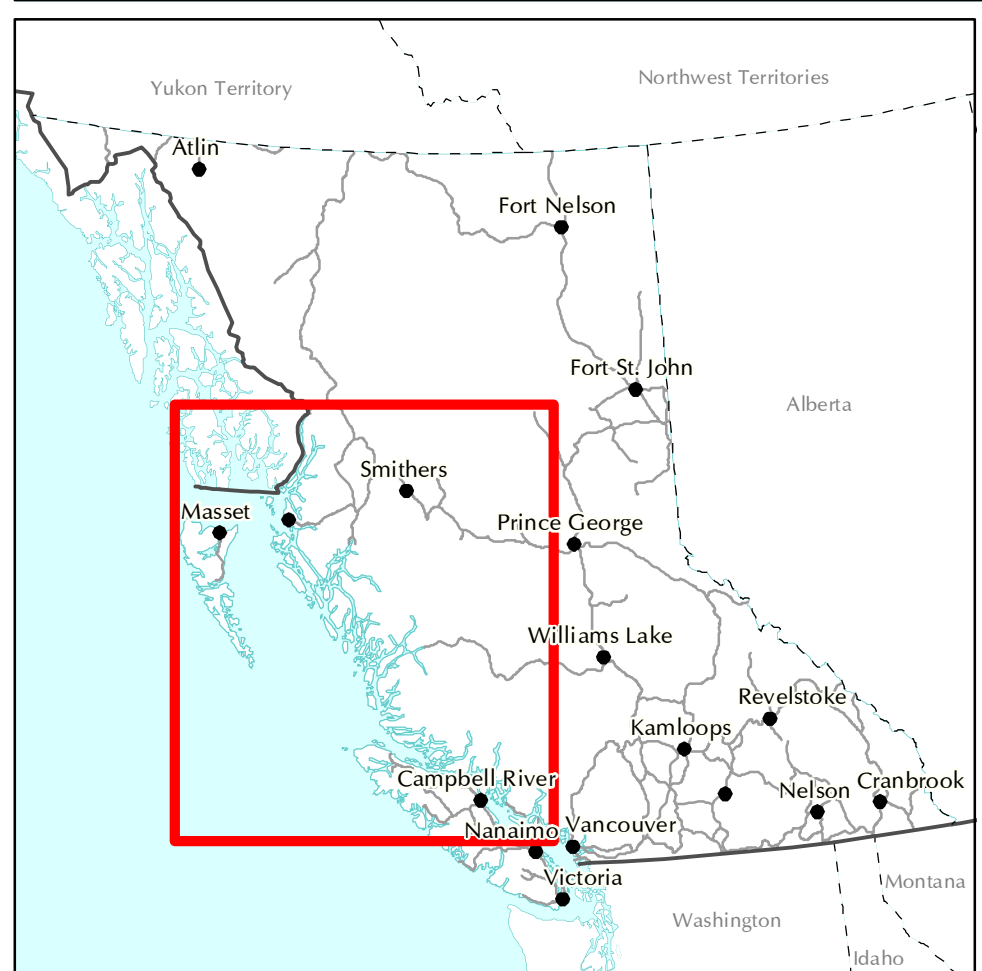 Northwest Territories
Yukon Territory
Atlin
Fort Nelson
Fort St. John
Alberta
Smithers
Masset
Prince George
Williams Lake
Revelstoke
Kamloops
Campbell River
Cranbrook
Nelson
Nanaimo
Vancouver
Victoria
Montana
Washington
Idaho